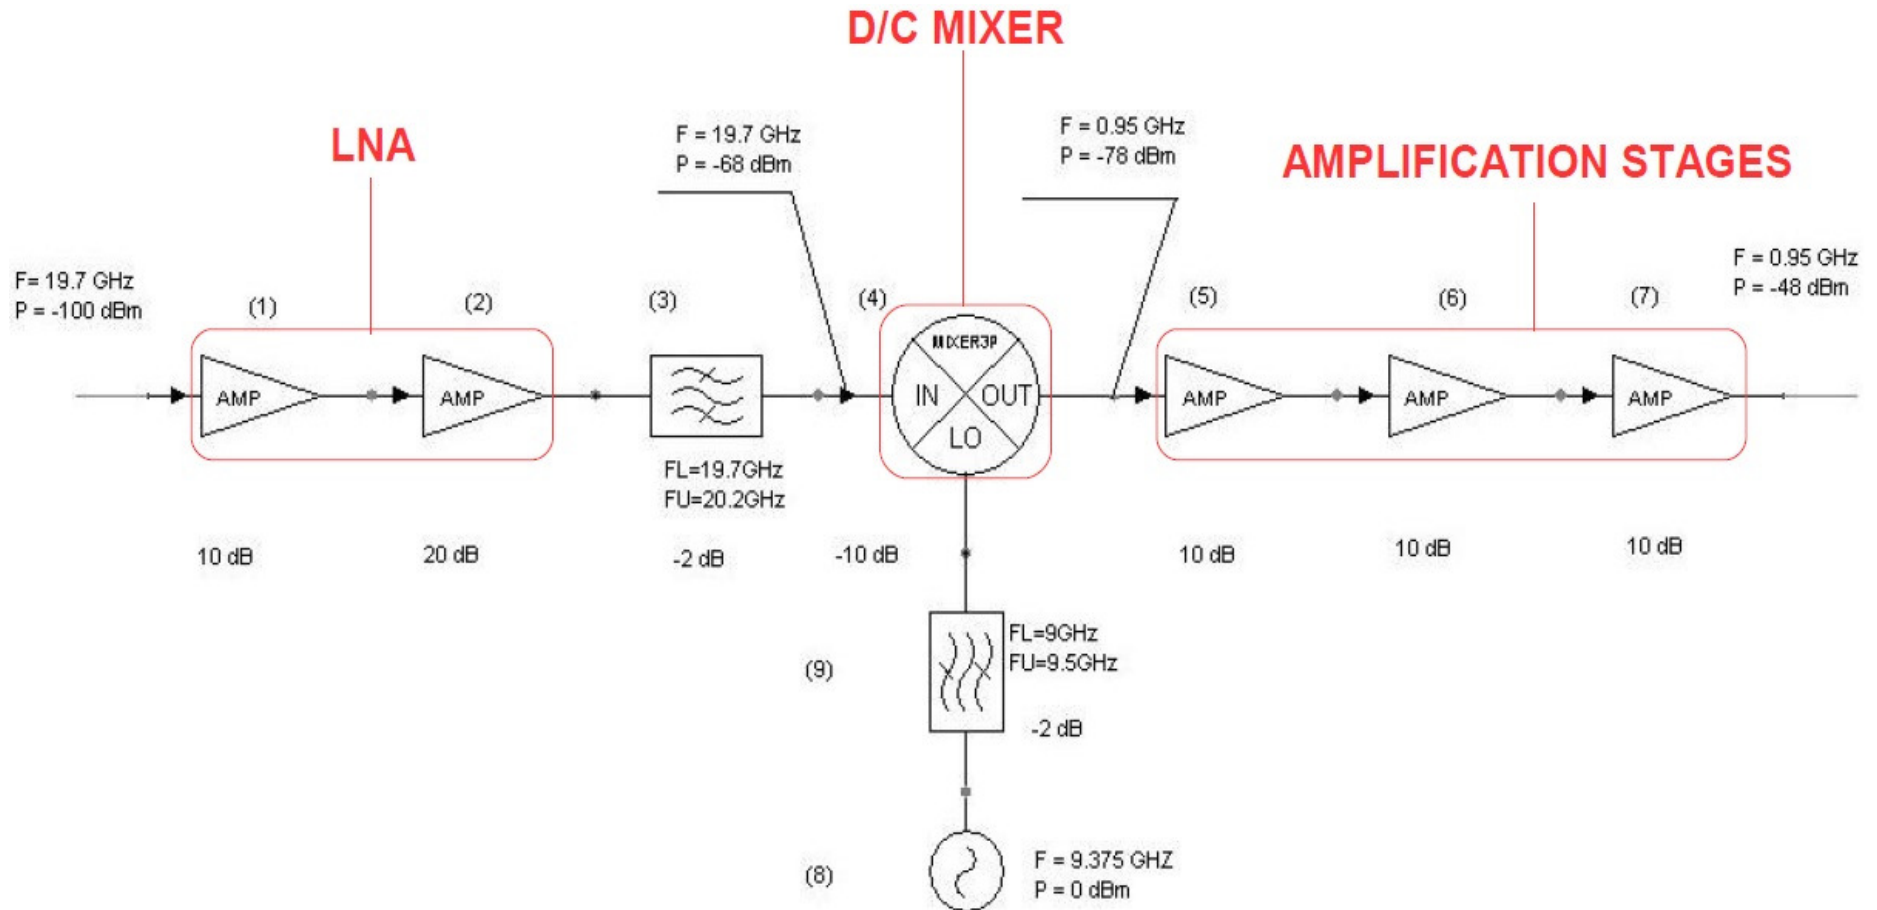 D/C MIXER
LNA
F = 19.7 GHz
P = -68 dBm
F = 0.95 GHz
P = -78 dBm
AMPLIFICATION STAGES
F= 19.7 GHz
P = -100 dBm
(1)
(2)
(3)
(4)
(5)
(6)
(7)
F = 0.95 GHz
P = -48 dBm
AMP
AMP
MIXER3P
IN
OUT
LO
AMP
AMP
AMP
FL=19.7GHz
FU=20.2GHz
10 dB
20 dB
-2 dB
-10 dB
10 dB
10 dB
10 dB
(9)
FL=9GHz
FU=9.5GHz
-2 dB
(8)
F = 9.375 GHZ
P = 0 dBm